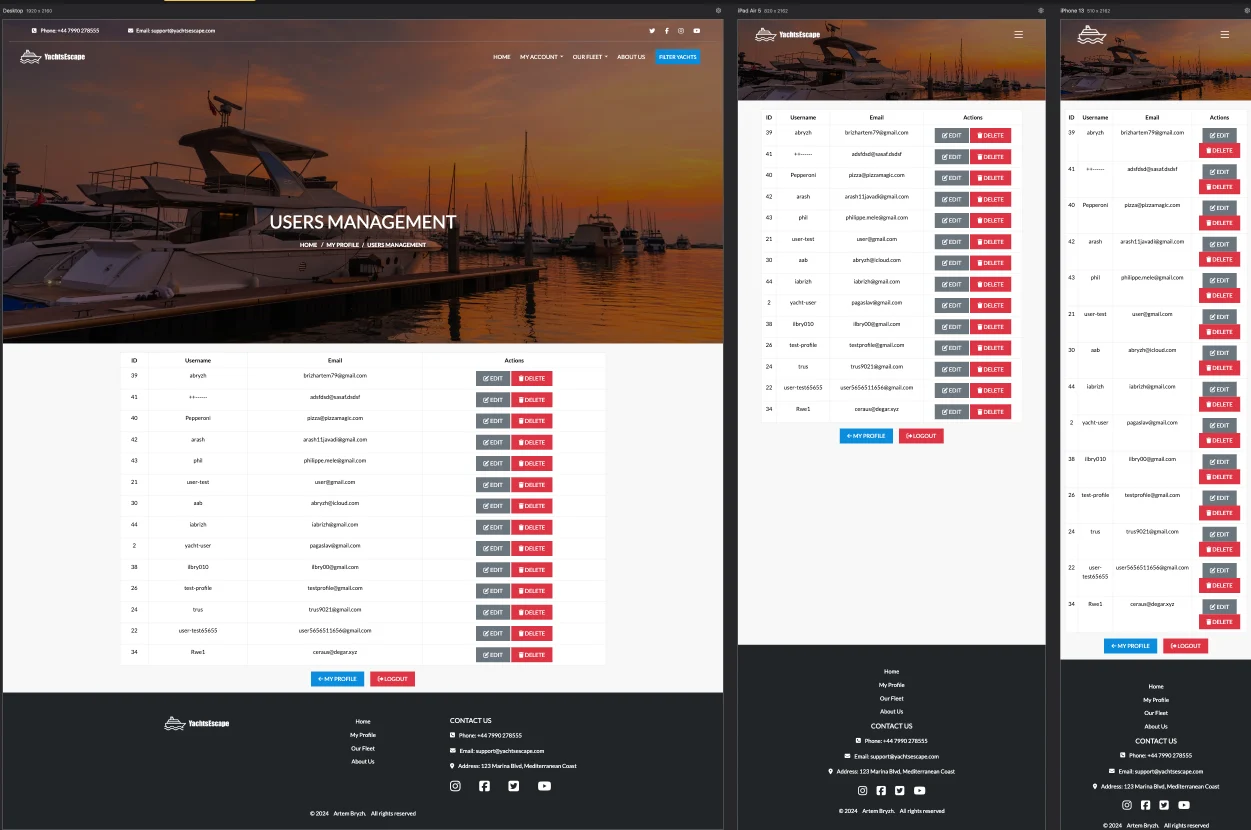 Desktop 1920 x 2160
Phone: +44 7990 278555 Email: support@yachtsescape.com
YachtsEscape HOME MY ACCOUNT OUR FLEET ABOUT US FILTER YACHTS
USERS MANAGEMENT
HOME / MY PROFILE / USERS MANAGEMENT
ID Username Email Actions
39 abryzh brizhartem79@gmail.com EDIT DELETE
41 ++------ adsfdsd@sasaf.dsdsf EDIT DELETE
40 Pepperoni pizza@pizzamagic.com EDIT DELETE
42 arash arash11javadi@gmail.com EDIT DELETE
43 phil philippe.mele@gmail.com EDIT DELETE
21 user-test user@gmail.com EDIT DELETE
30 aab abryzh@icloud.com EDIT DELETE
44 iabrizh iabrizh@gmail.com EDIT DELETE
2 yacht-user pagaslav@gmail.com EDIT DELETE
38 ilbry010 ilbry00@gmail.com EDIT DELETE
26 test-profile testprofile@gmail.com EDIT DELETE
24 trus trus9021@gmail.com EDIT DELETE
22 user-test65655 user5656511656@gmail.com EDIT DELETE
34 Rwe1 ceraus@degar.xyz EDIT DELETE
MY PROFILE LOGOUT
YachtsEscape
Home
My Profile
Our Fleet
About Us
CONTACT US
Phone: +44 7990 278555
Email: support@yachtsescape.com
Address: 123 Marina Blvd, Mediterranean Coast
© 2024 Artem Bryzh. All rights reserved
iPad Air 5 820 x 2162
YachtsEscape
ID Username Email Actions
39 abryzh brizhartem79@gmail.com EDIT DELETE
41 ++------ adsfdsd@sasaf.dsdsf EDIT DELETE
40 Pepperoni pizza@pizzamagic.com EDIT DELETE
42 arash arash11javadi@gmail.com EDIT DELETE
43 phil philippe.mele@gmail.com EDIT DELETE
21 user-test user@gmail.com EDIT DELETE
30 aab abryzh@icloud.com EDIT DELETE
44 iabrizh iabrizh@gmail.com EDIT DELETE
2 yacht-user pagaslav@gmail.com EDIT DELETE
38 ilbry010 ilbry00@gmail.com EDIT DELETE
26 test-profile testprofile@gmail.com EDIT DELETE
24 trus trus9021@gmail.com EDIT DELETE
22 user-test65655 user5656511656@gmail.com EDIT DELETE
34 Rwe1 ceraus@degar.xyz EDIT DELETE
MY PROFILE LOGOUT
Home
My Profile
Our Fleet
About Us
CONTACT US
Phone: +44 7990 278555
Email: support@yachtsescape.com
Address: 123 Marina Blvd, Mediterranean Coast
© 2024 Artem Bryzh. All rights reserved
iPhone 13 510 x 2162
ID Username Email Actions
39 abryzh brizhartem79@gmail.com EDIT
DELETE
41 ++------ adsfdsd@sasaf.dsdsf EDIT
DELETE
40 Pepperoni pizza@pizzamagic.com EDIT
DELETE
42 arash arash11javadi@gmail.com EDIT
DELETE
43 phil philippe.mele@gmail.com EDIT
DELETE
21 user-test user@gmail.com EDIT
DELETE
30 aab abryzh@icloud.com EDIT
DELETE
44 iabrizh iabrizh@gmail.com EDIT
DELETE
2 yacht-user pagaslav@gmail.com EDIT
DELETE
38 ilbry010 ilbry00@gmail.com EDIT
DELETE
26 test-profile testprofile@gmail.com EDIT
DELETE
24 trus trus9021@gmail.com EDIT
DELETE
22 user- user5656511656@gmail.com EDIT
test65655 DELETE
34 Rwe1 ceraus@degar.xyz EDIT
DELETE
MY PROFILE LOGOUT
Home
My Profile
Our Fleet
About Us
CONTACT US
Phone: +44 7990 278555
Email: support@yachtsescape.com
Address: 123 Marina Blvd, Mediterranean Coast
© 2024 Artem Bryzh. All rights reserved